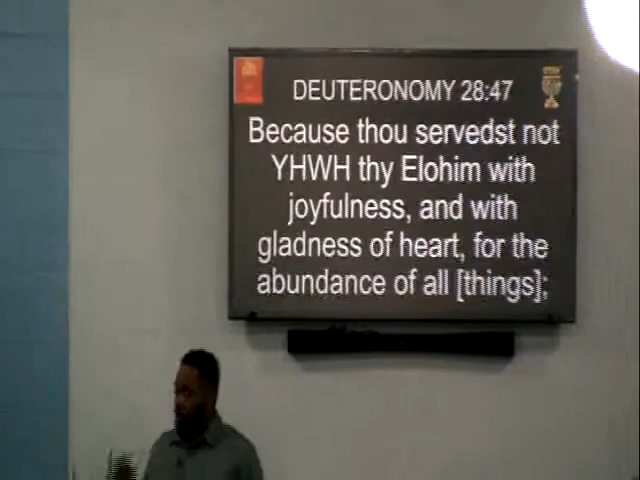 DEUTERONOMY 28:47
Because thou servedst not
YHWH thy Elohim with
joyfulness, and with
gladness of heart, for the
abundance of all [things];